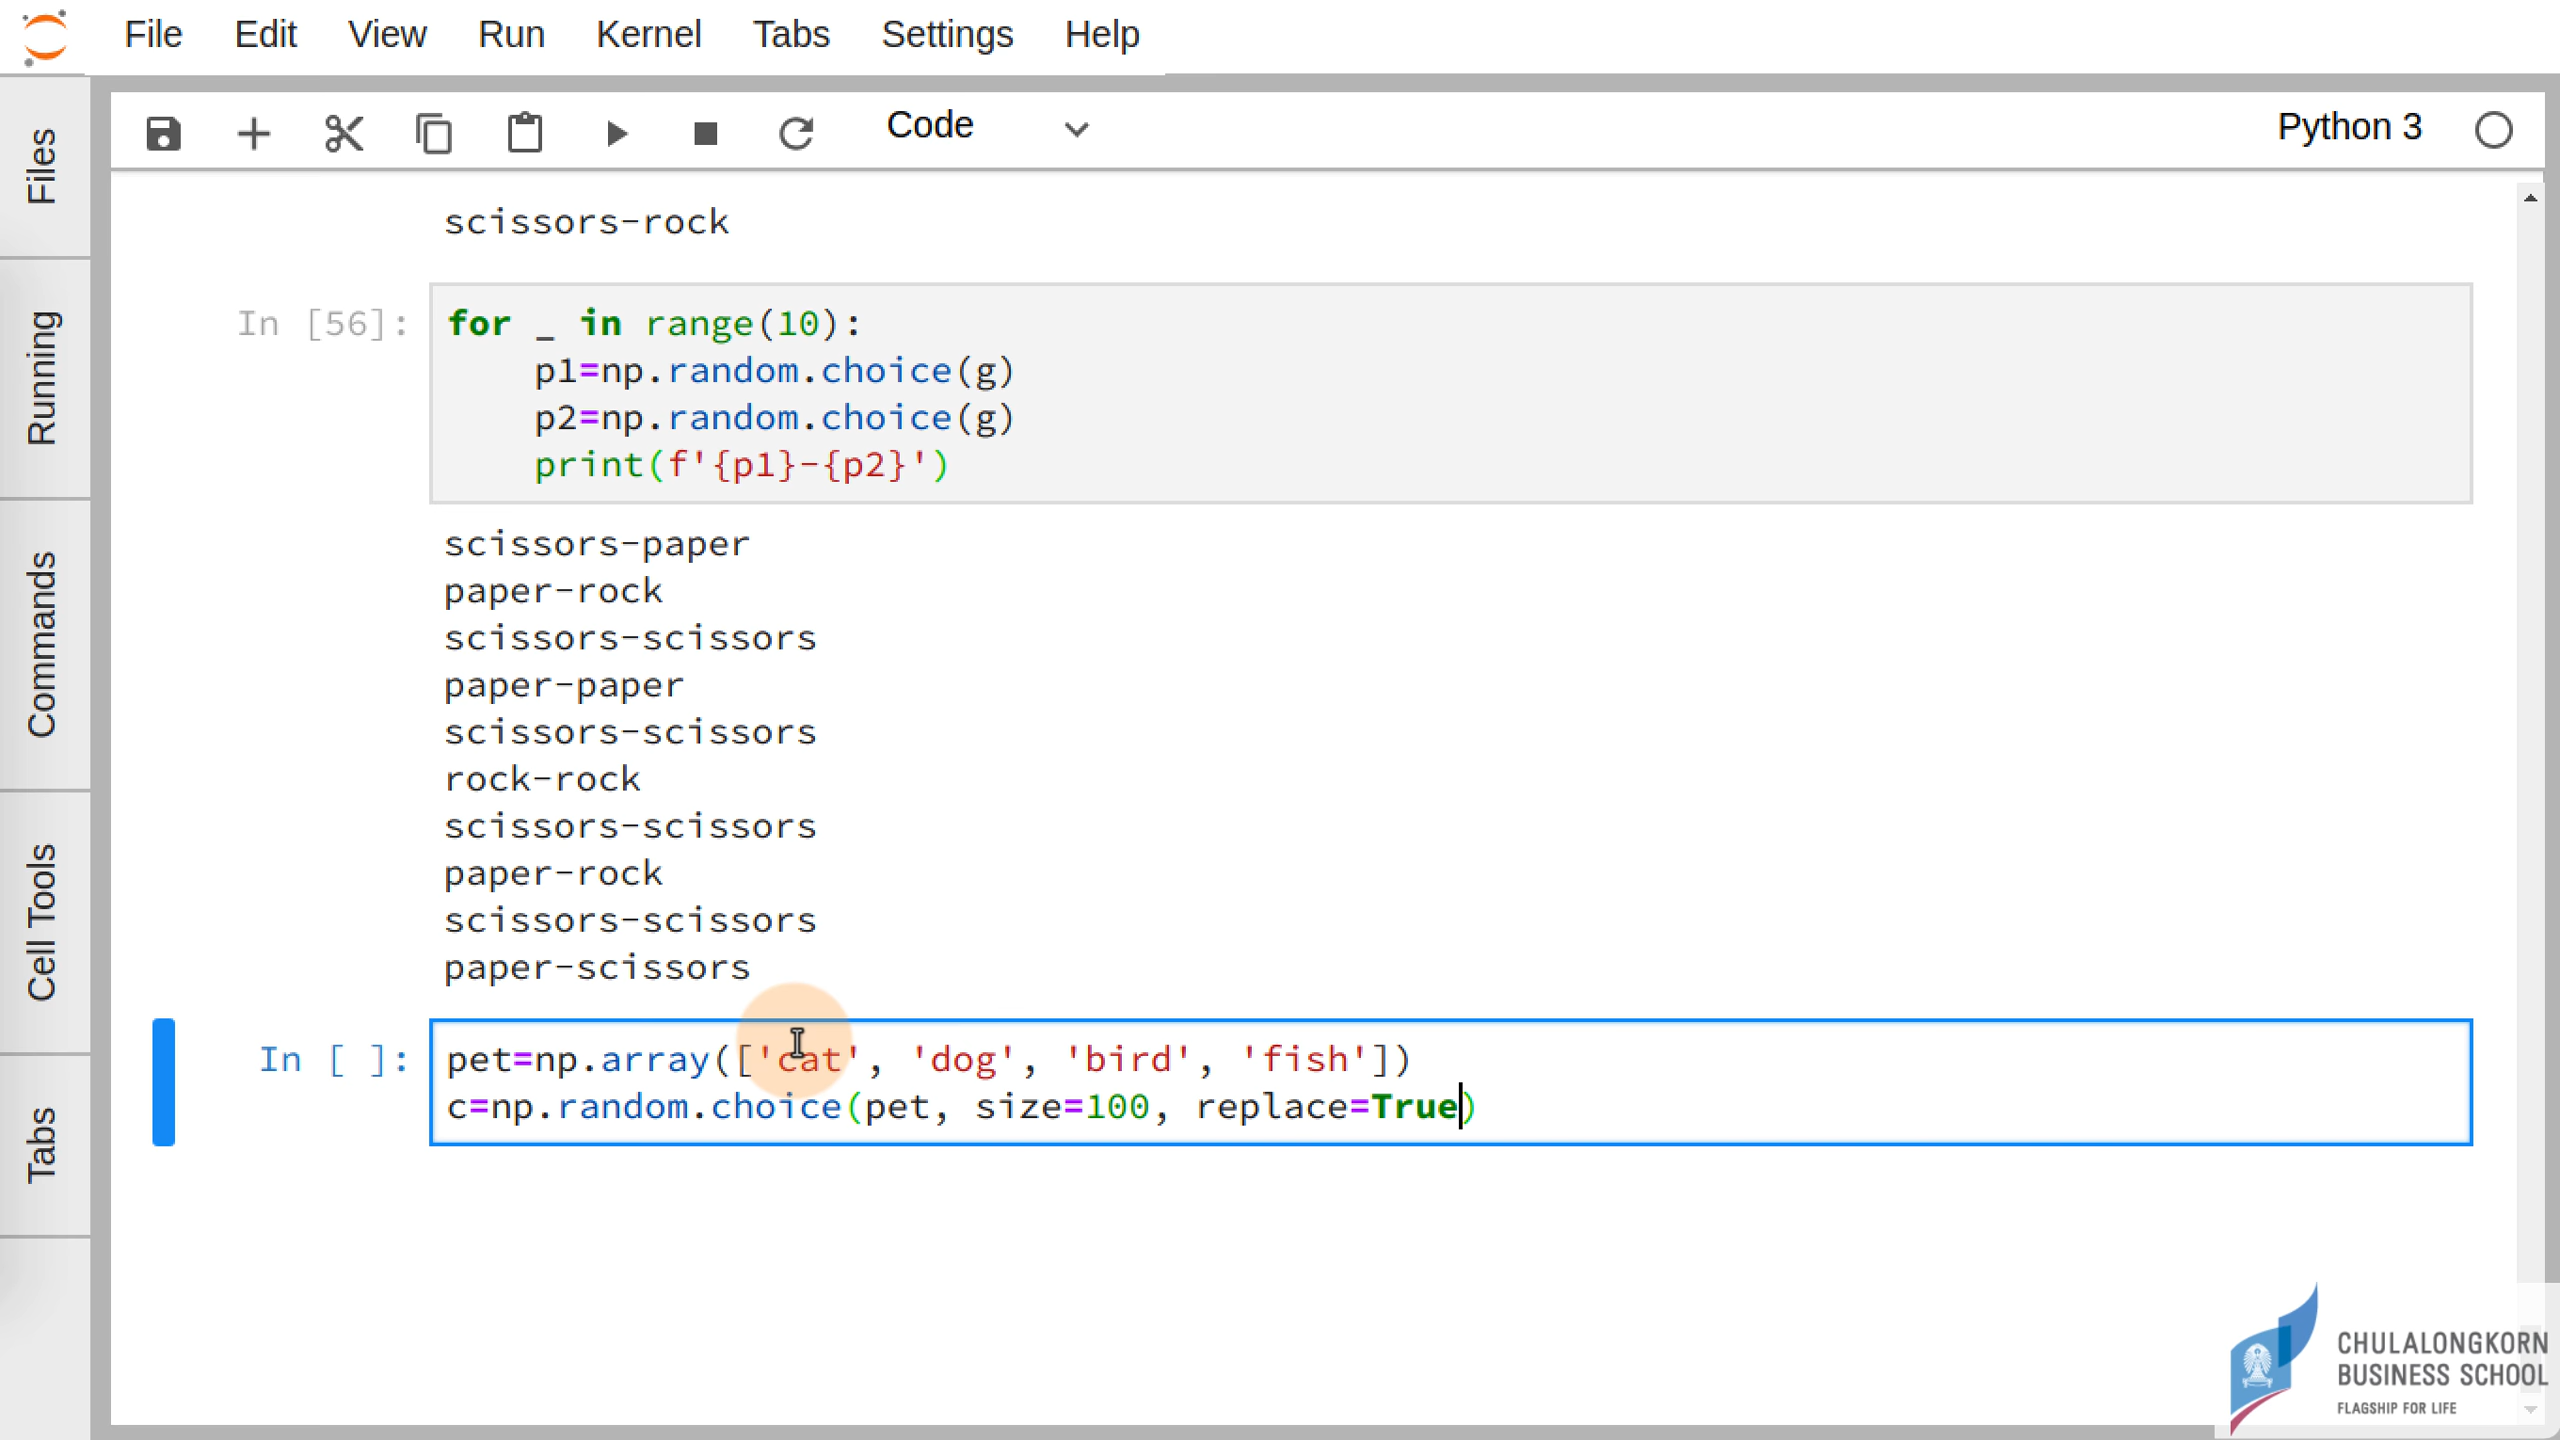 File Edit View Run Kernel Tabs Settings Help
Code
Python 3
Files
Running
Commands
Cell Tools
Tabs
scissors-rock
In [56]: for _ in range(10):
    p1=np.random.choice(g)
    p2=np.random.choice(g)
    print(f'{p1}-{p2}')
scissors-paper
paper-rock
scissors-scissors
paper-paper
scissors-scissors
rock-rock
scissors-scissors
paper-rock
scissors-scissors
paper-scissors
In [ ]: pet=np.array(['cat', 'dog', 'bird', 'fish'])
c=np.random.choice(pet, size=100, replace=True)
CHULALONGKORN
BUSINESS SCHOOL
FLAGSHIP FOR LIFE